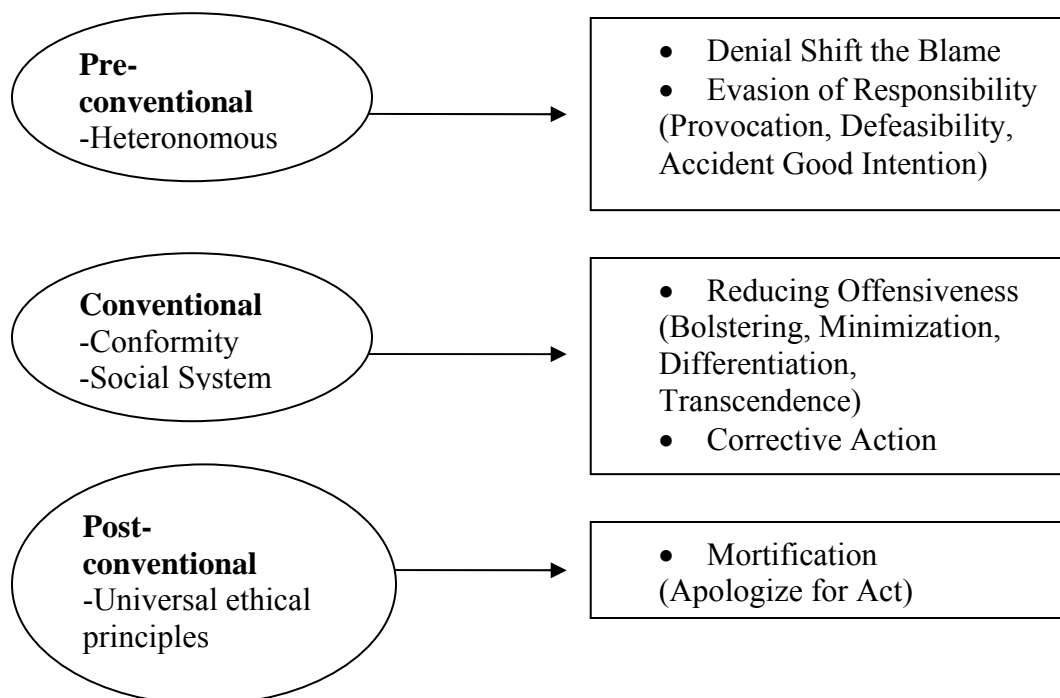 Pre-
conventional
-Heteronomous
• Denial Shift the Blame
• Evasion of Responsibility
(Provocation, Defeasibility,
Accident Good Intention)
Conventional
-Conformity
-Social System
• Reducing Offensiveness
(Bolstering, Minimization,
Differentiation,
Transcendence)
• Corrective Action
Post-
conventional
-Universal ethical
principles
• Mortification
(Apologize for Act)